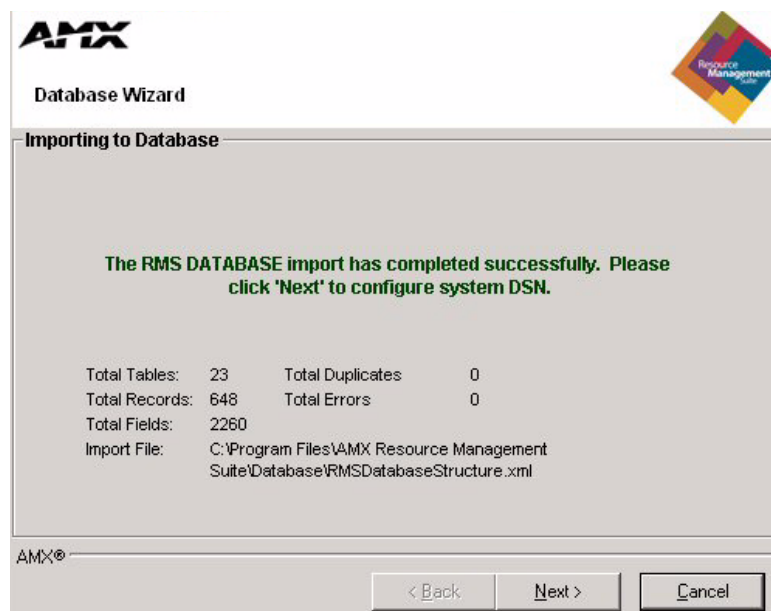 AMX
Resource
Management
Suite
Database Wizard
Importing to Database
The RMS DATABASE import has completed successfully. Please
click 'Next' to configure system DSN.
Total Tables: 23 Total Duplicates 0
Total Records: 648 Total Errors 0
Total Fields: 2260
Import File: C:\Program Files\AMX Resource Management
Suite\Database\RMSDatabaseStructure.xml
AMX®
< Back Next > Cancel